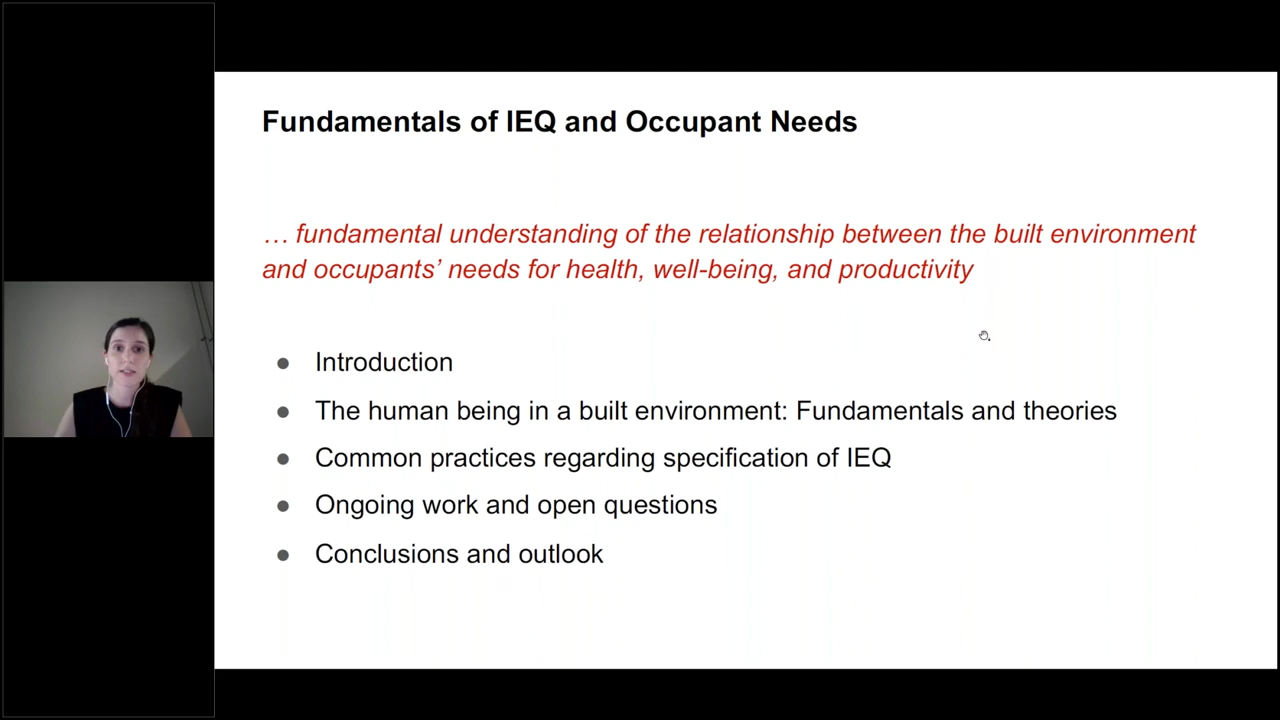 Fundamentals of IEQ and Occupant Needs
… fundamental understanding of the relationship between the built environment
and occupants’ needs for health, well-being, and productivity
● Introduction
● The human being in a built environment: Fundamentals and theories
● Common practices regarding specification of IEQ
● Ongoing work and open questions
● Conclusions and outlook